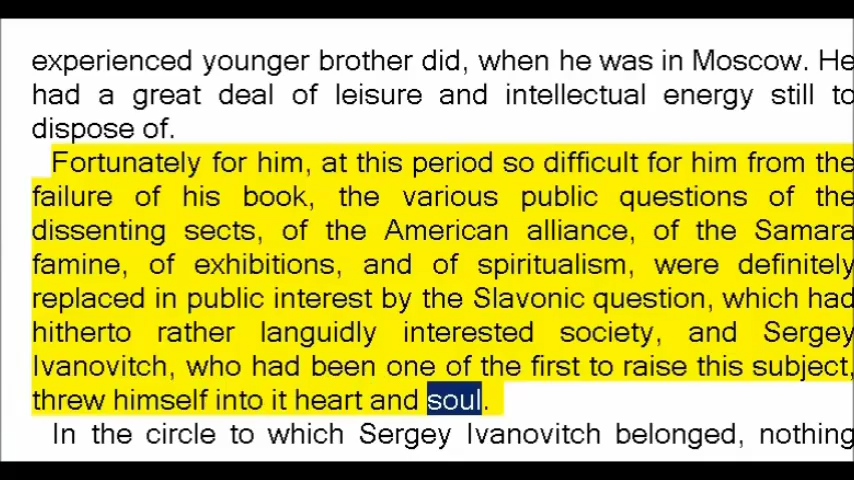 experienced younger brother did, when he was in Moscow. He
had a great deal of leisure and intellectual energy still to
dispose of.
Fortunately for him, at this period so difficult for him from the
failure of his book, the various public questions of the
dissenting sects, of the American alliance, of the Samara
famine, of exhibitions, and of spiritualism, were definitely
replaced in public interest by the Slavonic question, which had
hitherto rather languidly interested society, and Sergey
Ivanovitch, who had been one of the first to raise this subject,
threw himself into it heart and soul.
In the circle to which Sergey Ivanovitch belonged, nothing